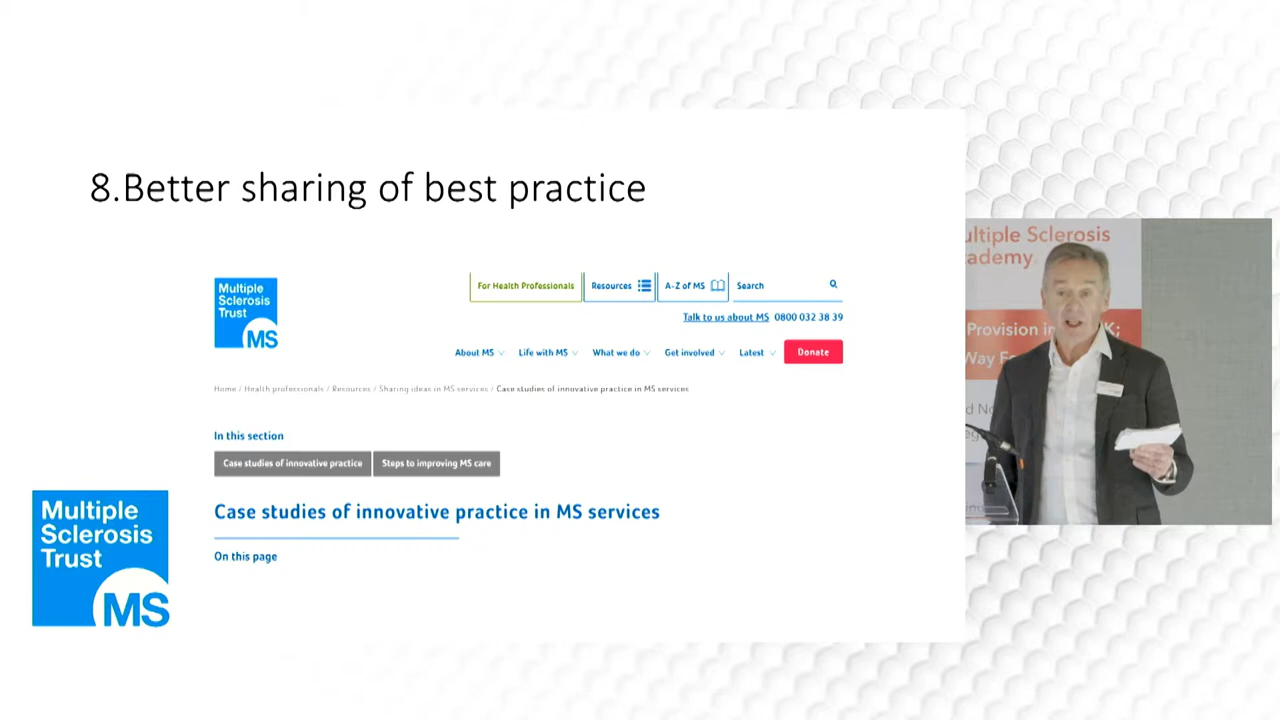 8.Better sharing of best practice
Multiple
Sclerosis
Trust
MS
For Health Professionals
Resources
A-Z of MS
Search
Talk to us about MS 0800 032 38 39
About MS
Life with MS
What we do
Get involved
Latest
Donate
Home / Health professionals / Resources / Sharing ideas in MS services / Case studies of innovative practice in MS services
In this section
Case studies of innovative practice
Steps to improving MS care
Case studies of innovative practice in MS services
On this page
Multiple
Sclerosis
Trust
MS
ultiple Sclerosis
ademy
Provision in K;
Way F